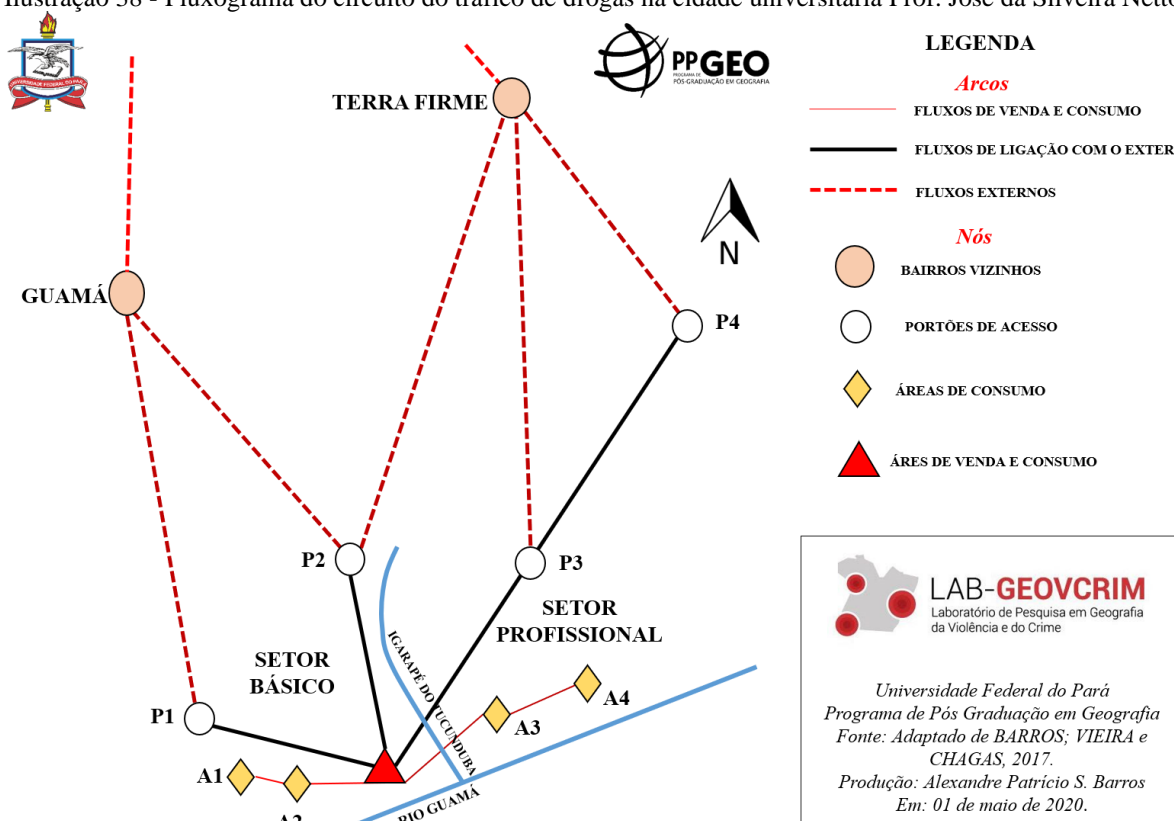 Ilustração 38 - Fluxograma do circuito do tráfico de drogas na cidade universitária Prof. José da Silveira Netto
UNIVERSIDADE FEDERAL DO PARÁ
PPGEO
PROGRAMA DE
PÓS-GRADUAÇÃO EM GEOGRAFIA
TERRA FIRME
N
GUAMÁ
P4
P2
P3
SETOR
PROFISSIONAL
SETOR
BÁSICO
IGARAPÉ DO TUCUNDUBA
P1
A4
A3
A1
A2
RIO GUAMÁ
LEGENDA
Arcos
FLUXOS DE VENDA E CONSUMO
FLUXOS DE LIGAÇÃO COM O EXTER
FLUXOS EXTERNOS
Nós
BAIRROS VIZINHOS
PORTÕES DE ACESSO
ÁREAS DE CONSUMO
ÁRES DE VENDA E CONSUMO
LAB-GEOVCRIM
Laboratório de Pesquisa em Geografia
da Violência e do Crime
Universidade Federal do Pará
Programa de Pós Graduação em Geografia
Fonte: Adaptado de BARROS; VIEIRA e
CHAGAS, 2017.
Produção: Alexandre Patrício S. Barros
Em: 01 de maio de 2020.